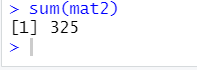 > sum(mat2)
[1] 325
>